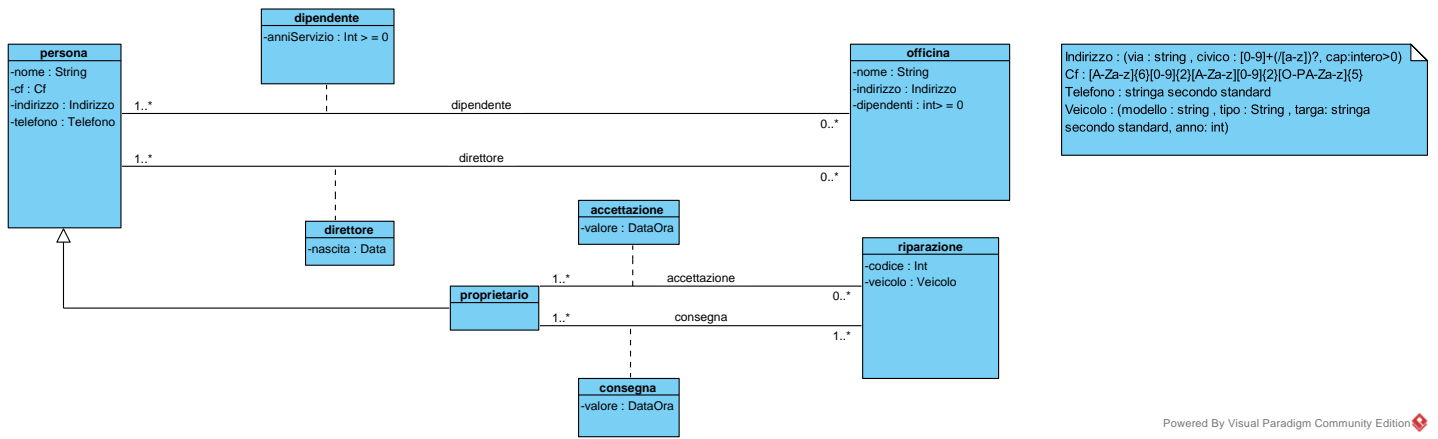 dipendente
-anniServizio : Int > = 0
persona
-nome : String
-cf : Cf
-indirizzo : Indirizzo
-telefono : Telefono
officina
-nome : String
-indirizzo : Indirizzo
-dipendenti : int> = 0
Indirizzo : (via : string , civico : [0-9]+(/[a-z])?, cap:intero>0)
Cf : [A-Za-z]{6}[0-9]{2}[A-Za-z][0-9]{2}[O-PA-Za-z]{5}
Telefono : stringa secondo standard
Veicolo : (modello : string , tipo : String , targa: stringa
secondo standard, anno: int)
1..*
dipendente
0..*
1..*
direttore
0..*
direttore
-nascita : Data
accettazione
-valore : DataOra
riparazione
-codice : Int
-veicolo : Veicolo
proprietario
1..*
accettazione
0..*
1..*
consegna
1..*
consegna
-valore : DataOra
Powered By Visual Paradigm Community Edition